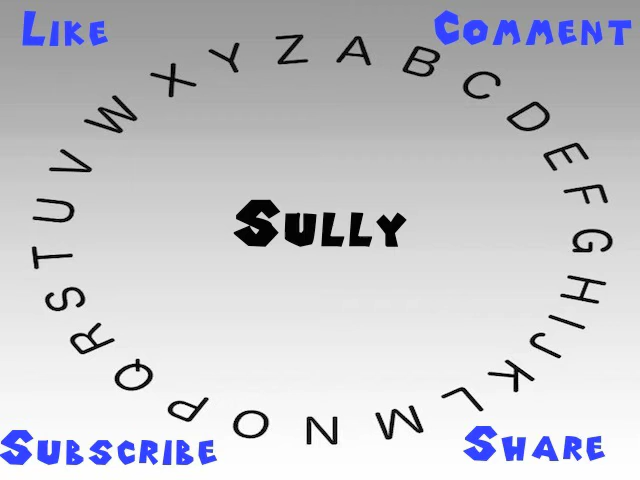 Like
Comment
A B C D E F G H I J K L M N O P Q R S T U V W X Y Z
Sully
Subscribe
Share